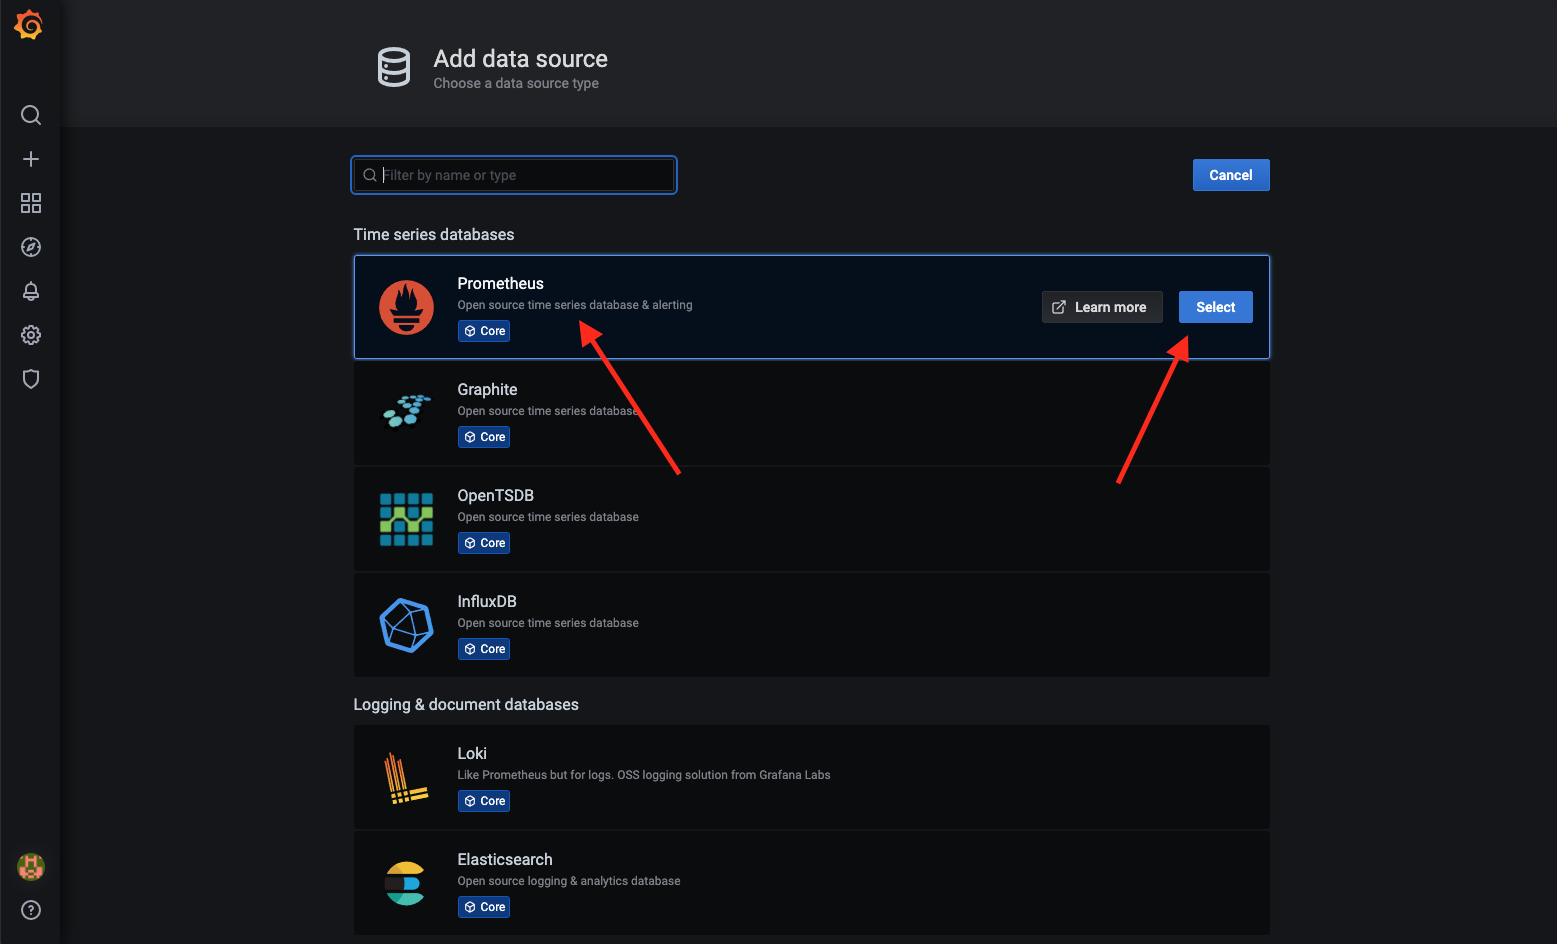 Add data source
Choose a data source type
Filter by name or type
Cancel
Time series databases
Prometheus
Open source time series database & alerting
Core
Learn more
Select
Graphite
Open source time series database
Core
OpenTSDB
Open source time series database
Core
InfluxDB
Open source time series database
Core
Logging & document databases
Loki
Like Prometheus but for logs. OSS logging solution from Grafana Labs
Core
Elasticsearch
Open source logging & analytics database
Core